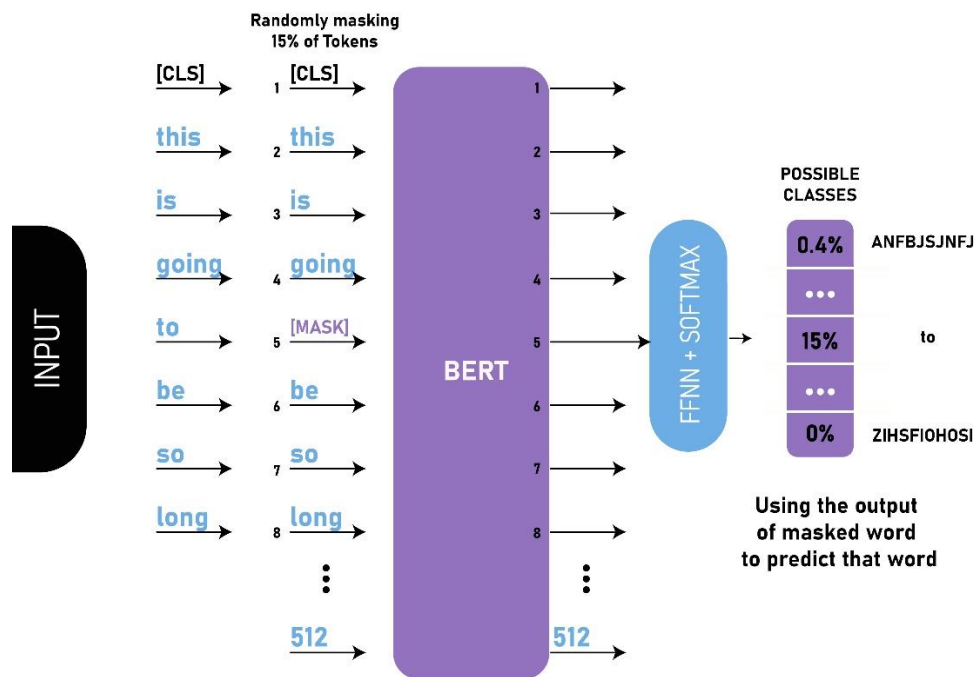 Randomly masking
15% of Tokens
[CLS] 1 [CLS] 1
this 2 this 2
is 3 is 3
going 4 going 4
to 5 [MASK] 5
be 6 be 6
so 7 so 7
long 8 long 8
512 512
INPUT
BERT
FFNN + SOFTMAX
POSSIBLE
CLASSES
0.4% ANFBJSJNFJ
...
15% to
...
0% ZIHSFIOHOSI
Using the output
of masked word
to predict that word